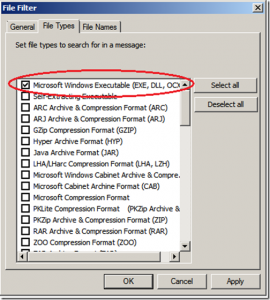 File Filter
General
File Types
File Names
Set file types to search for in a message:
Microsoft Windows Executable (EXE, DLL, OCX
Self-Extracting Executable
ARC Archive & Compression Format (ARC)
ARJ Archive & Compression Format (ARJ)
GZip Compression Format (GZIP)
Hyper Archive Format (HYP)
Java Archive Format (JAR)
LHA/LHarc Compression Format (LHA, LZH)
Microsoft Windows Cabinet Archive & Compre
Microsoft Cabinet Archine Format (CAB)
Microsoft Compression Format
PKLite Compression Format (PKZip Archive &
PKZip Archive & Compression Format (ZIP)
RAR Archive & Compression Format (RAR)
ZOO Compression Format (ZOO)
Select all
Deselect all
OK
Cancel
Apply